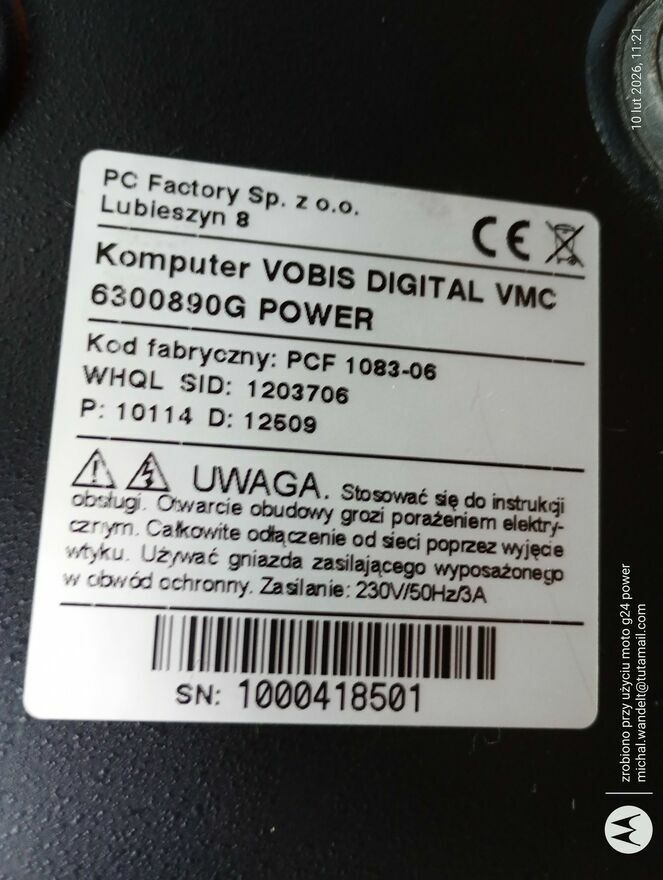 PC Factory Sp. z o.o.
Lubieszyn 8
CE
Komputer VOBIS DIGITAL VMC
6300890G POWER
Kod fabryczny: PCF 1083-06
WHQL SID: 1203706
P: 10114 D: 12509
UWAGA. Stosować się do instrukcji
obsługi. Otwarcie obudowy grozi porażeniem elektry-
cznym. Całkowite odłączenie od sieci poprzez wyjęcie
wtyku. Używać gniazda zasilającego wyposażonego
w obwód ochronny. Zasilanie: 230V/50Hz/3A
SN: 1000418501
10 lut 2026, 11:21
zrobiono przy użyciu moto g24 power
michal.wandelt@tutamail.com